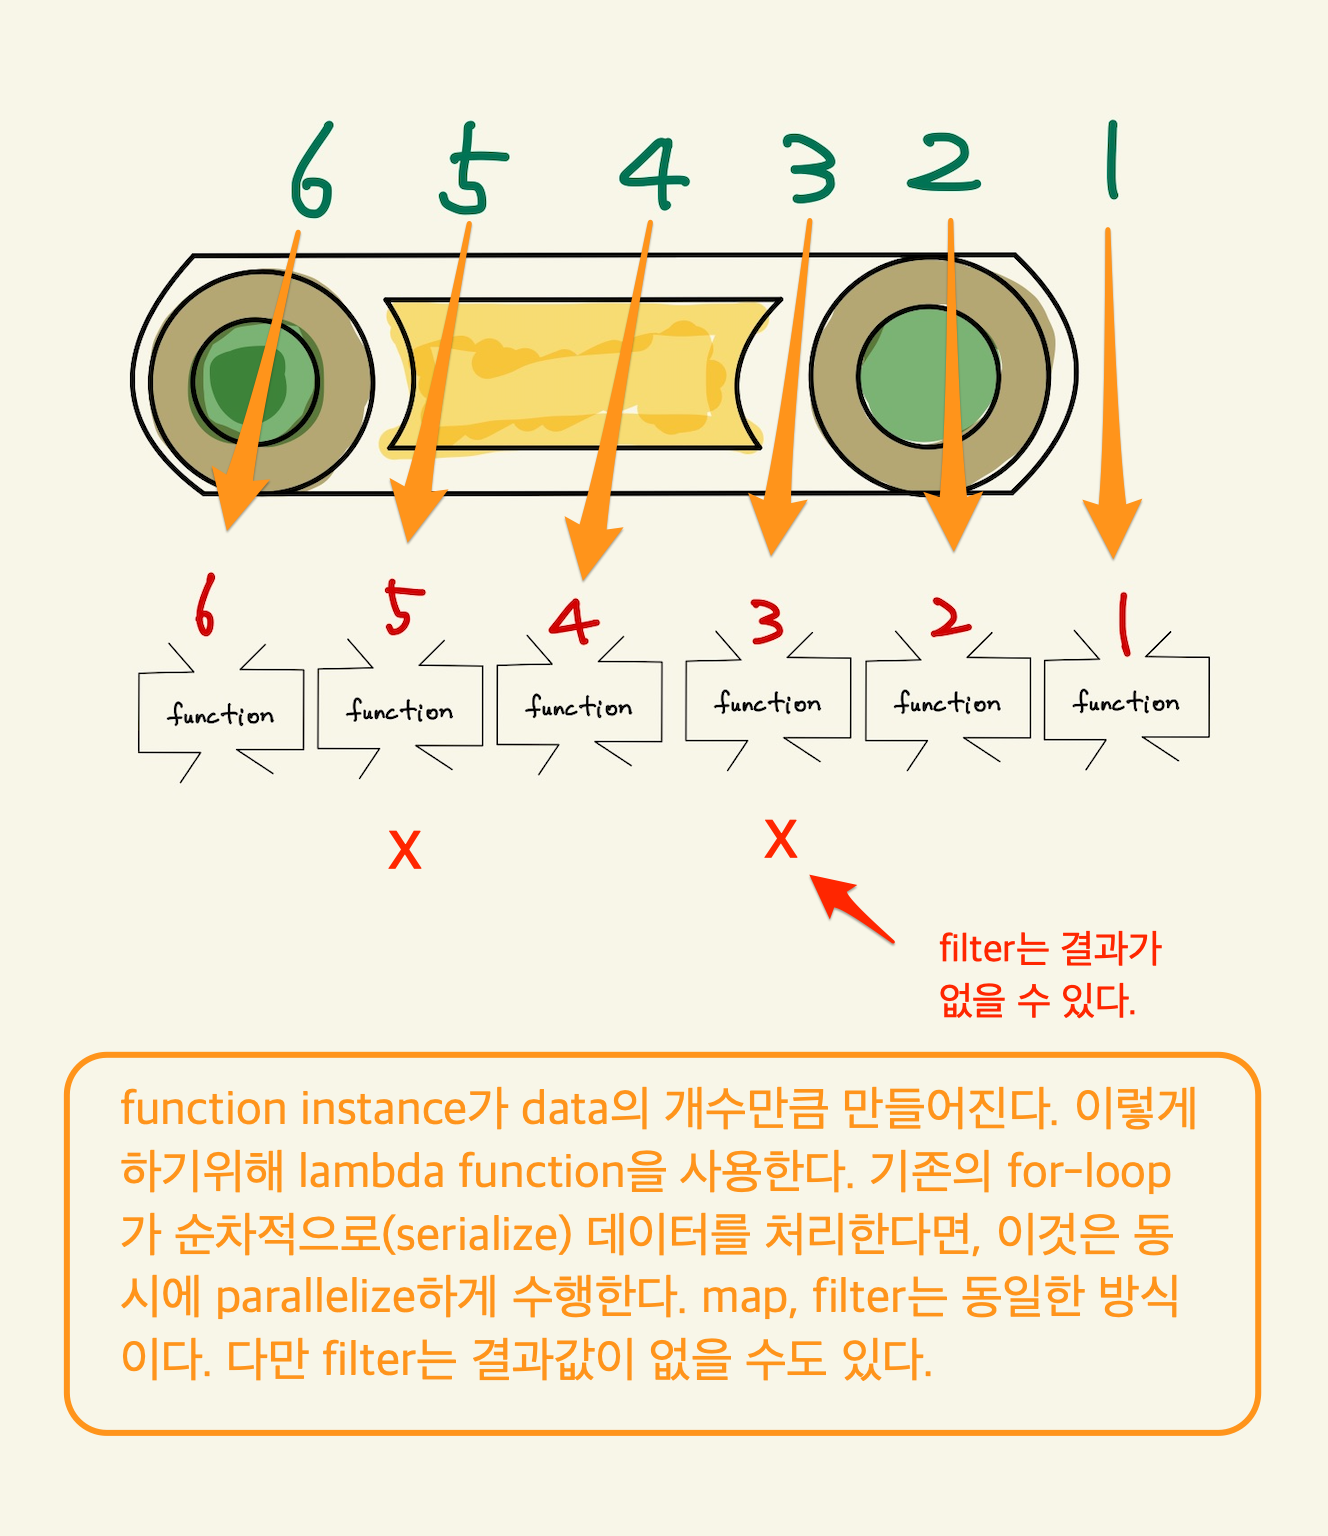 6 5 4 3 2 1
6 5 4 3 2 1
function function function function function function
X X
filter는 결과가
없을 수 있다.
function instance가 data의 개수만큼 만들어진다. 이렇게
하기위해 lambda function을 사용한다. 기존의 for-loop
가 순차적으로(serialize) 데이터를 처리한다면, 이것은 동
시에 parallelize하게 수행한다. map, filter는 동일한 방식
이다. 다만 filter는 결과값이 없을 수도 있다.